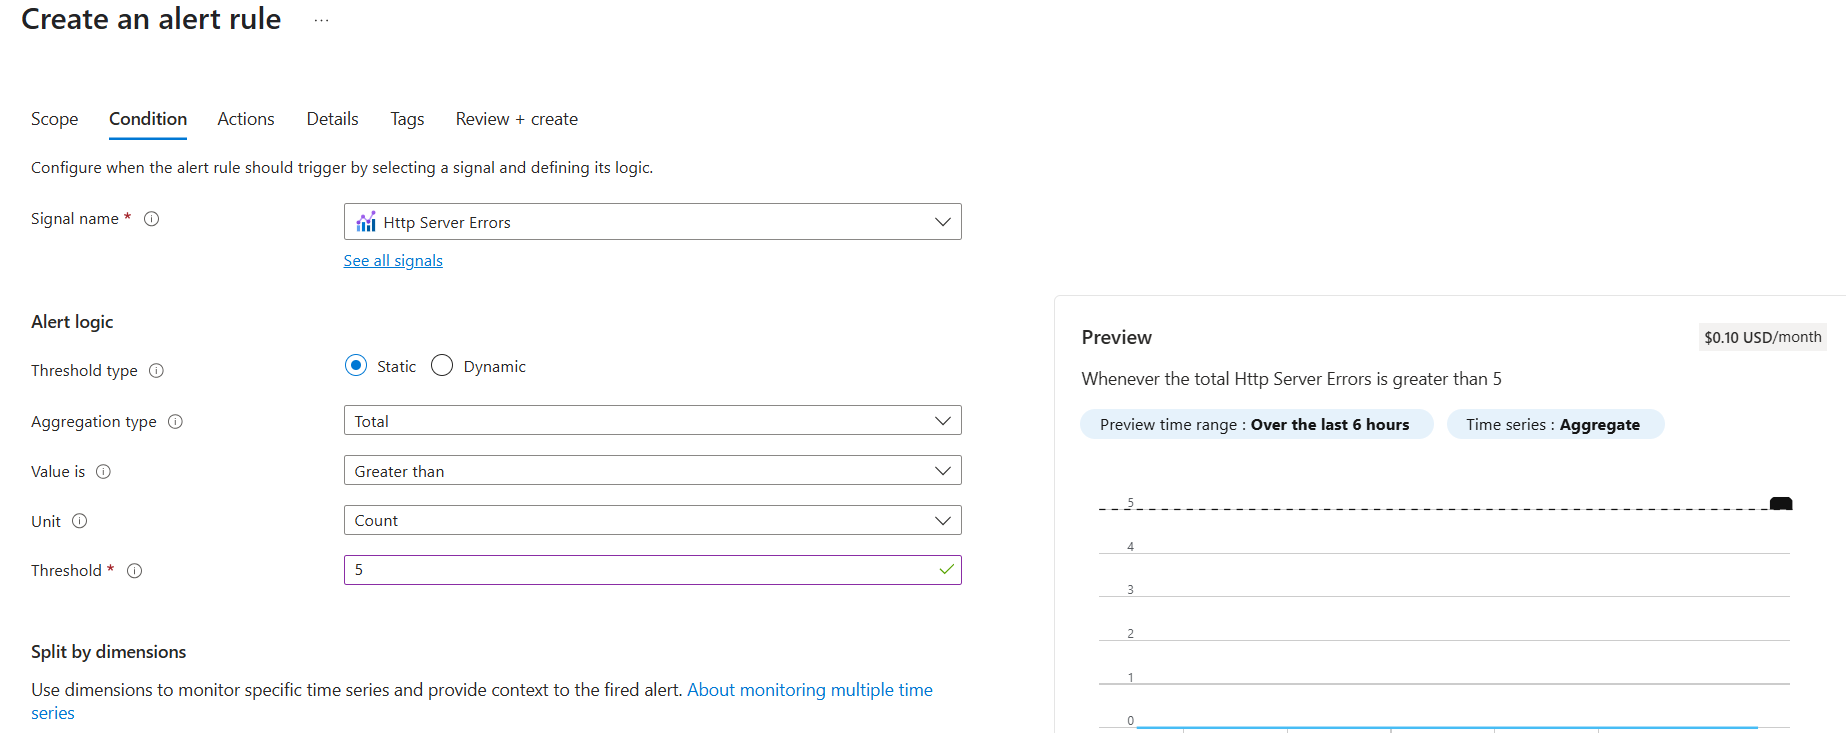 Create an alert rule ...
Scope Condition Actions Details Tags Review + create
Configure when the alert rule should trigger by selecting a signal and defining its logic.
Signal name *
Http Server Errors
See all signals
Alert logic
Threshold type
Static Dynamic
Aggregation type
Total
Value is
Greater than
Unit
Count
Threshold *
5
Split by dimensions
Use dimensions to monitor specific time series and provide context to the fired alert. About monitoring multiple time
series
Preview
$0.10 USD/month
Whenever the total Http Server Errors is greater than 5
Preview time range : Over the last 6 hours
Time series : Aggregate
5
4
3
2
1
0